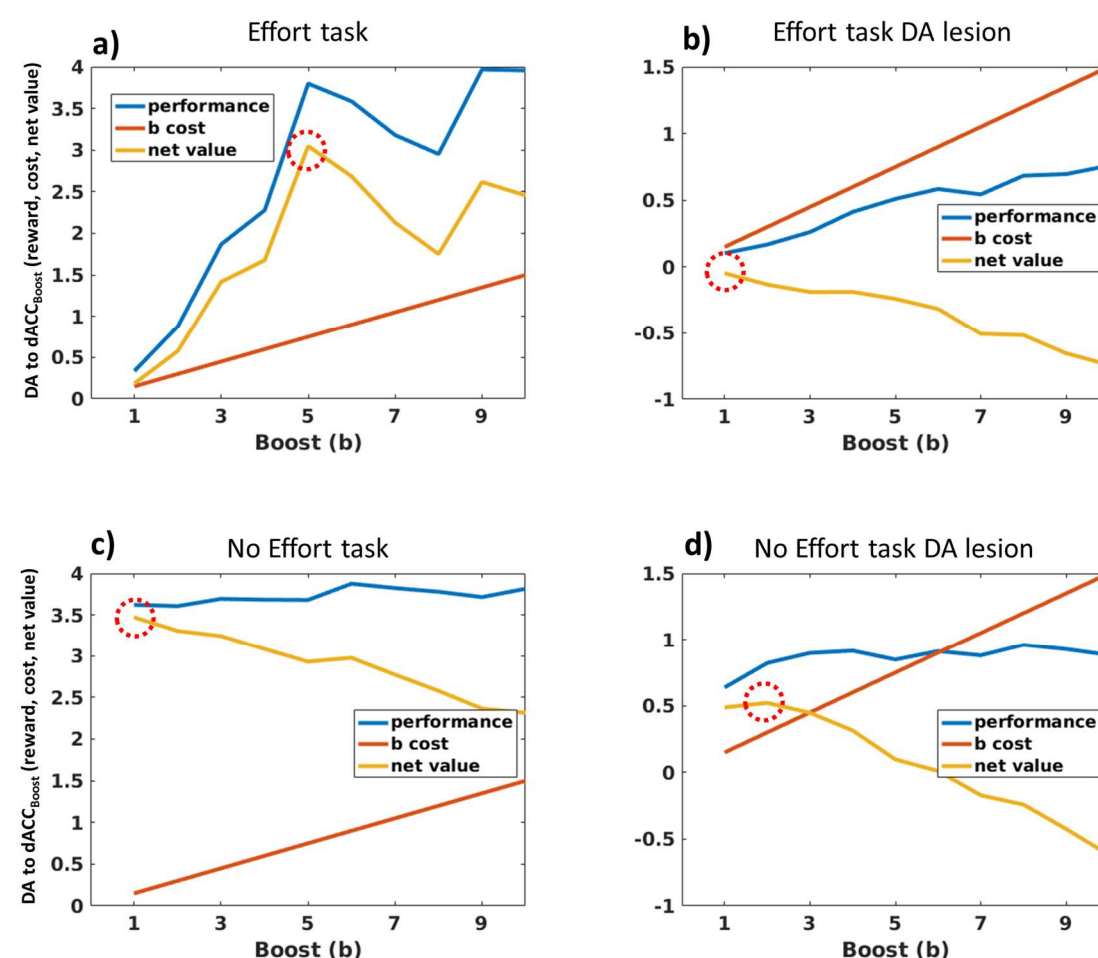 a)
Effort task
DA to dACC_Boost (reward, cost, net value)
4
3.5
3
2.5
2
1.5
1
0.5
0
performance
b cost
net value
1 3 5 7 9
Boost (b)
b)
Effort task DA lesion
1.5
1
0.5
0
-0.5
-1
performance
b cost
net value
1 3 5 7 9
Boost (b)
c)
No Effort task
DA to dACC_Boost (reward, cost, net value)
4
3.5
3
2.5
2
1.5
1
0.5
0
performance
b cost
net value
1 3 5 7 9
Boost (b)
d)
No Effort task DA lesion
1.5
1
0.5
0
-0.5
-1
performance
b cost
net value
1 3 5 7 9
Boost (b)